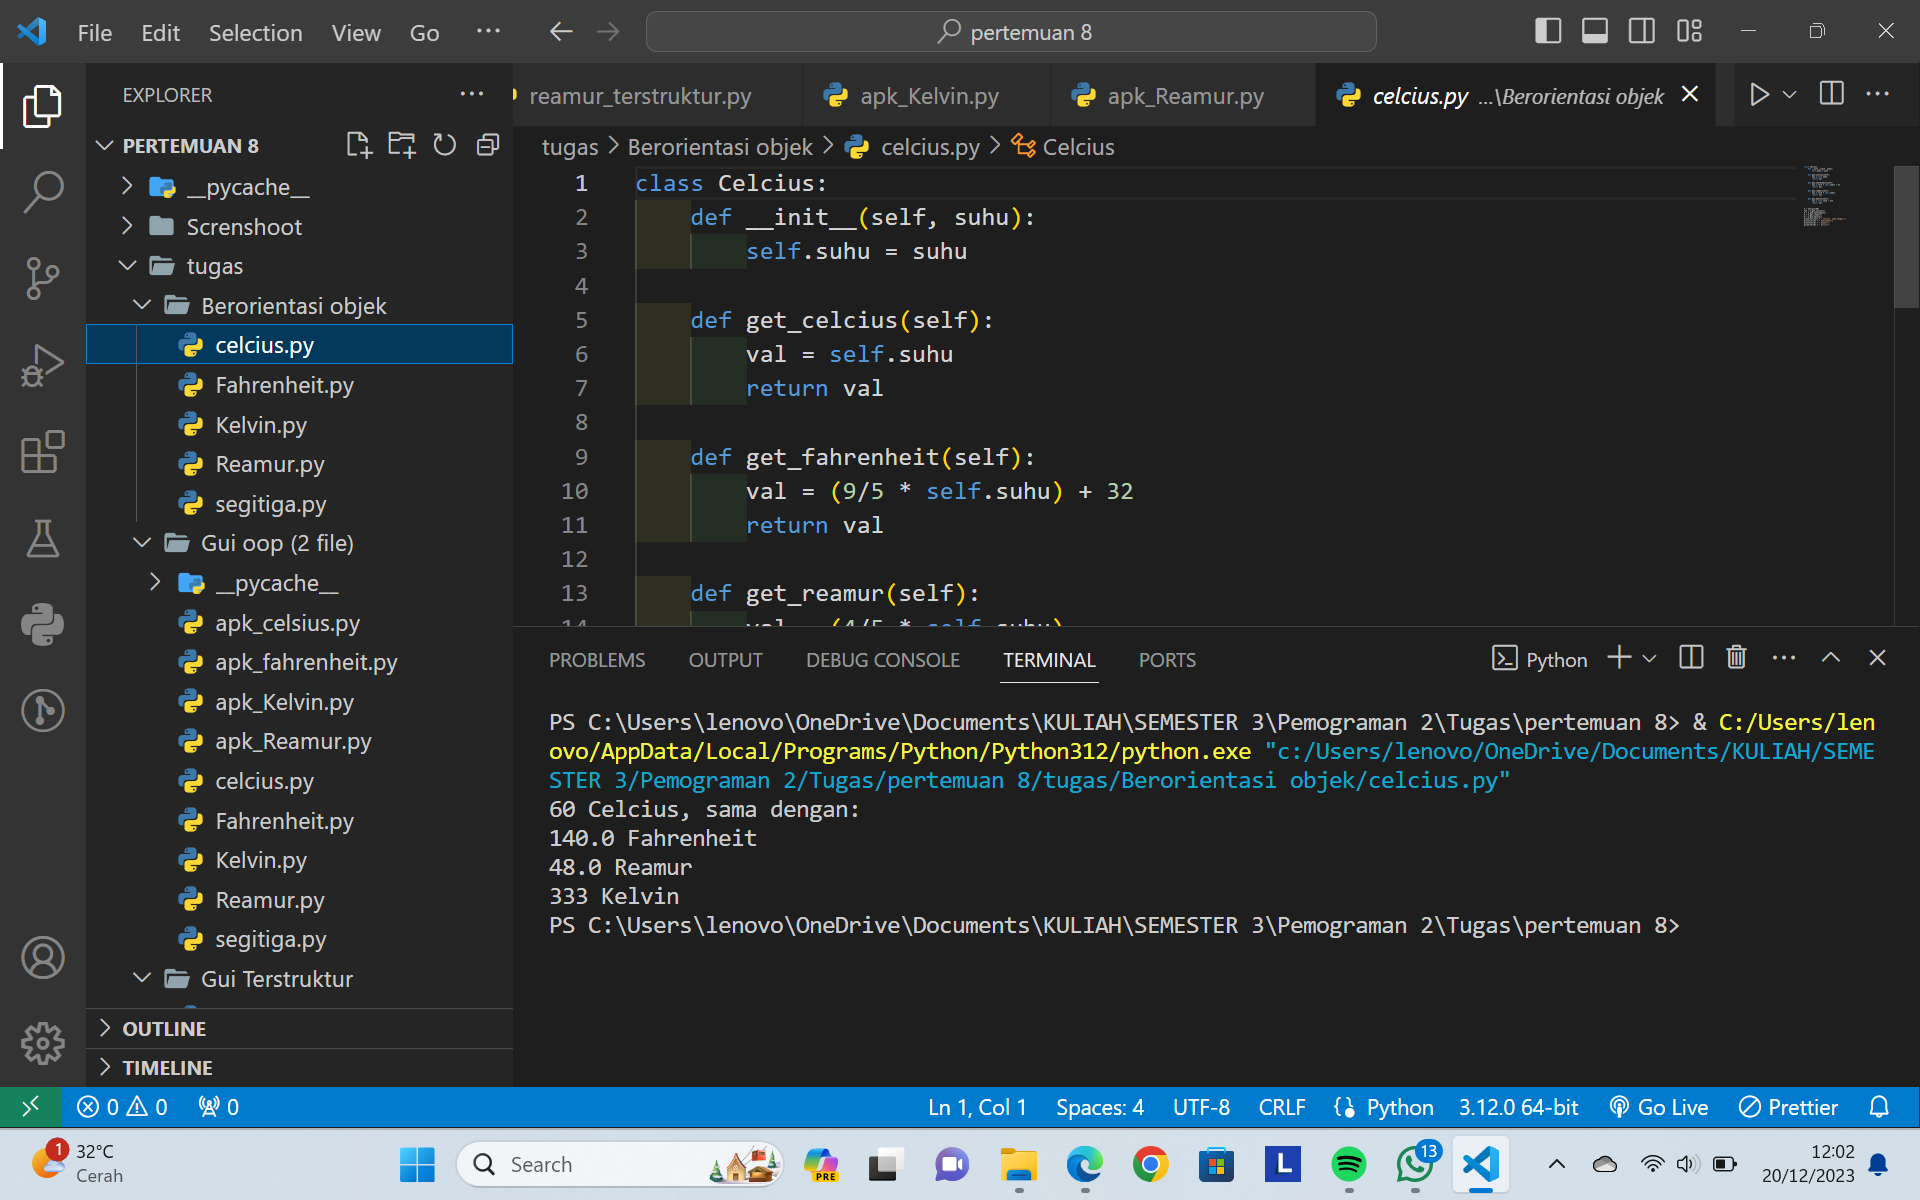 File Edit Selection View Go ···
pertemuan 8
EXPLORER
reamur_terstruktur.py
apk_Kelvin.py
apk_Reamur.py
celcius.py ...\Berorientasi objek
PERTEMUAN 8
tugas > Berorientasi objek > celcius.py > Celcius
__pycache__
Screnshoot
tugas
Berorientasi objek
celcius.py
Fahrenheit.py
Kelvin.py
Reamur.py
segitiga.py
Gui oop (2 file)
__pycache__
apk_celsius.py
apk_fahrenheit.py
apk_Kelvin.py
apk_Reamur.py
celcius.py
Fahrenheit.py
Kelvin.py
Reamur.py
segitiga.py
Gui Terstruktur
OUTLINE
TIMELINE
1 class Celcius:
2 def __init__(self, suhu):
3 self.suhu = suhu
4
5 def get_celcius(self):
6 val = self.suhu
7 return val
8
9 def get_fahrenheit(self):
10 val = (9/5 * self.suhu) + 32
11 return val
12
13 def get_reamur(self):
14 val = (4/5 * self.suhu)
PROBLEMS OUTPUT DEBUG CONSOLE TERMINAL PORTS
Python
PS C:\Users\lenovo\OneDrive\Documents\KULIAH\SEMESTER 3\Pemograman 2\Tugas\pertemuan 8> & C:/Users/len
ovo/AppData/Local/Programs/Python/Python312/python.exe "c:/Users/lenovo/OneDrive/Documents/KULIAH/SEME
STER 3/Pemograman 2/Tugas/pertemuan 8/tugas/Berorientasi objek/celcius.py"
60 Celcius, sama dengan:
140.0 Fahrenheit
48.0 Reamur
333 Kelvin
PS C:\Users\lenovo\OneDrive\Documents\KULIAH\SEMESTER 3\Pemograman 2\Tugas\pertemuan 8>
0 0 0
Ln 1, Col 1 Spaces: 4 UTF-8 CRLF Python 3.12.0 64-bit Go Live Prettier
1
32°C
Cerah
Search
PRE
L
13
12:02
20/12/2023